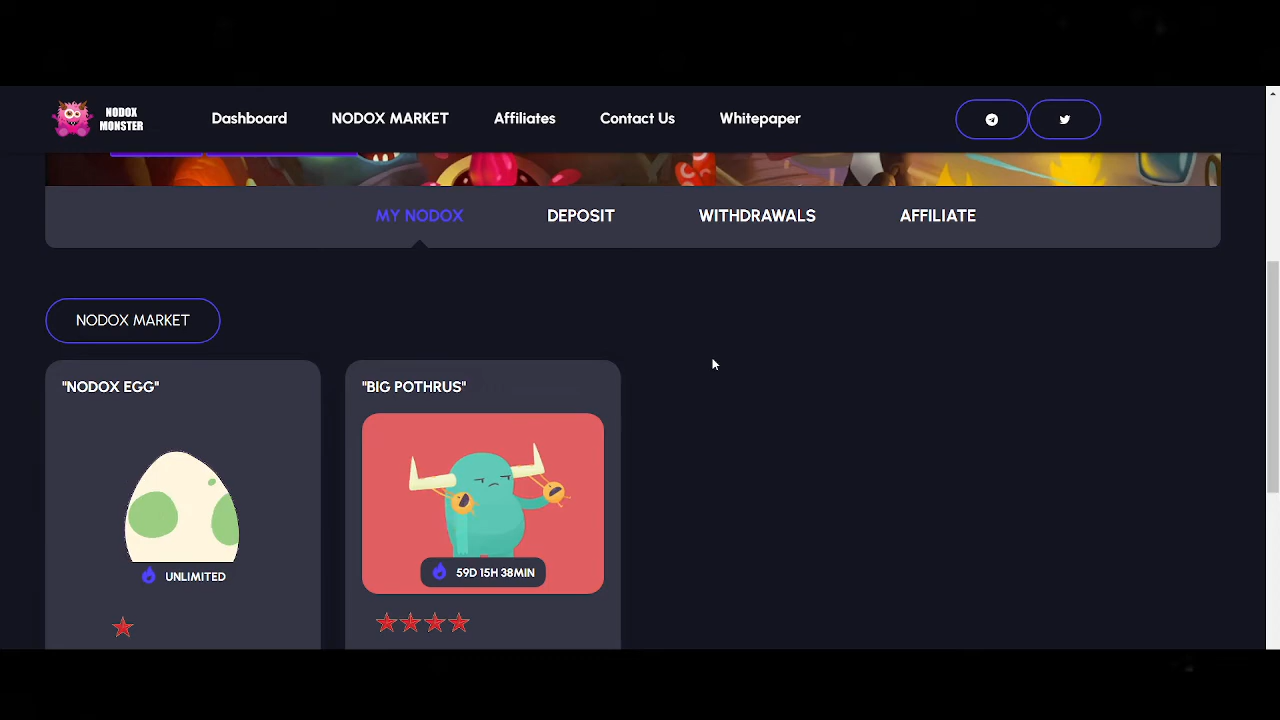 NODOX
MONSTER
Dashboard
NODOX MARKET
Affiliates
Contact Us
Whitepaper
MY NODOX
DEPOSIT
WITHDRAWALS
AFFILIATE
NODOX MARKET
"NODOX EGG"
UNLIMITED
"BIG POTHRUS"
59D 15H 38MIN